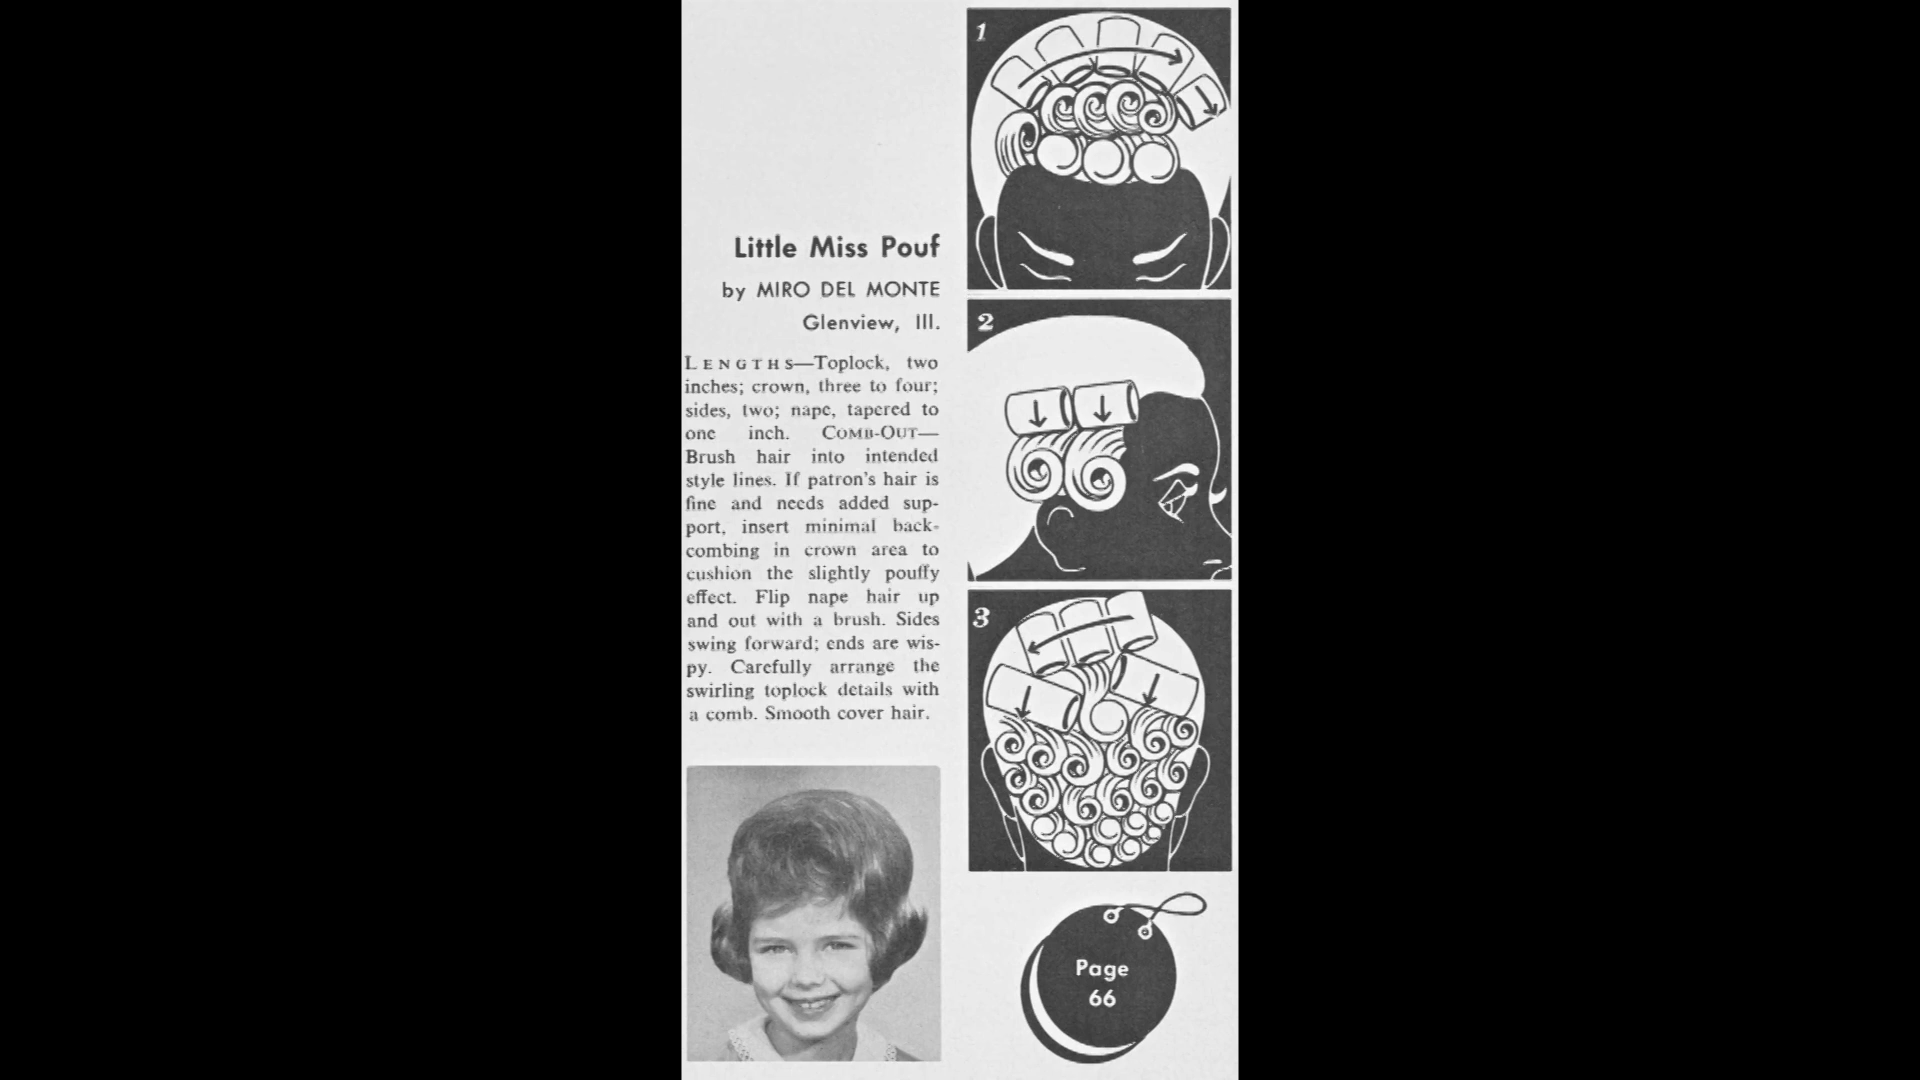 Little Miss Pouf
by MIRO DEL MONTE
Glenview, Ill.
LENGTHS—Toplock, two
inches; crown, three to four;
sides, two; nape, tapered to
one inch. COMB-OUT—
Brush hair into intended
style lines. If patron's hair is
fine and needs added sup-
port, insert minimal back-
combing in crown area to
cushion the slightly pouffy
effect. Flip nape hair up
and out with a brush. Sides
swing forward; ends are wis-
py. Carefully arrange the
swirling toplock details with
a comb. Smooth cover hair.
1
2
3
Page
66